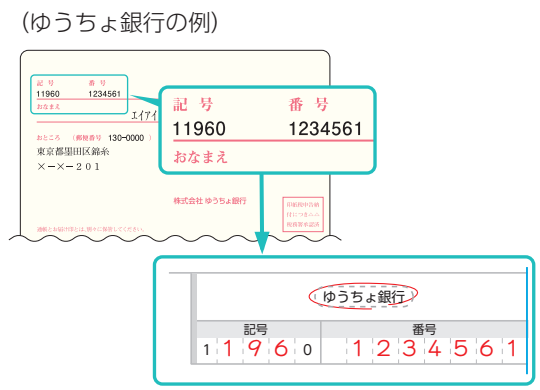 (ゆうちょ銀行の例)
記 号 番 号
11960 1234561
おなまえ
エイアイ
おところ (郵便番号 130-0000 )
東京都墨田区錦糸
×-×-201
株式会社 ゆうちょ銀行
記 号 番 号
11960 1234561
おなまえ
ゆうちょ銀行
記号 番号
1 1 9 6 0 1 2 3 4 5 6 1